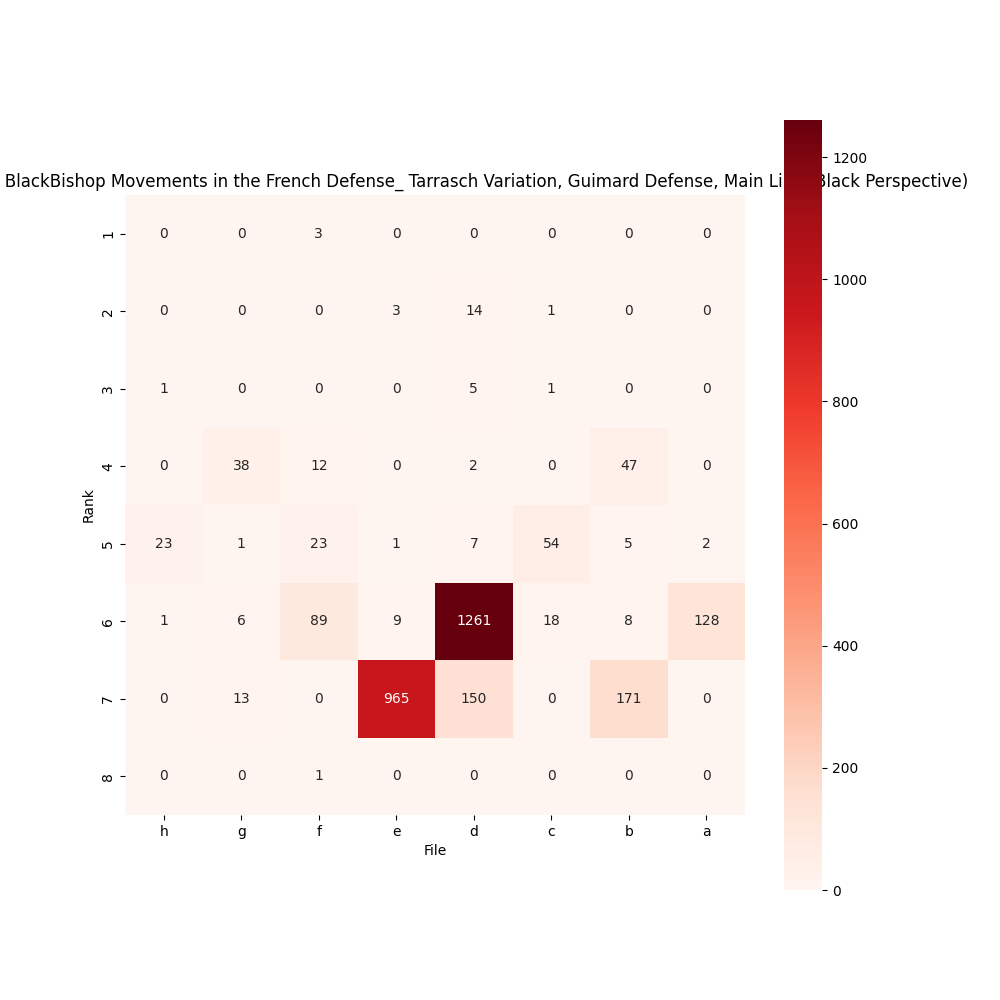 BlackBishop Movements in the French Defense_ Tarrasch Variation, Guimard Defense, Main Li Black Perspective)
1 0 0 3 0 0 0 0 0
2 0 0 0 3 14 1 0 0
3 1 0 0 0 5 1 0 0
4 0 38 12 0 2 0 47 0
5 23 1 23 1 7 54 5 2
6 1 6 89 9 1261 18 8 128
7 0 13 0 965 150 0 171 0
8 0 0 1 0 0 0 0 0
h g f e d c b a
File
Rank
1200
1000
800
600
400
200
0